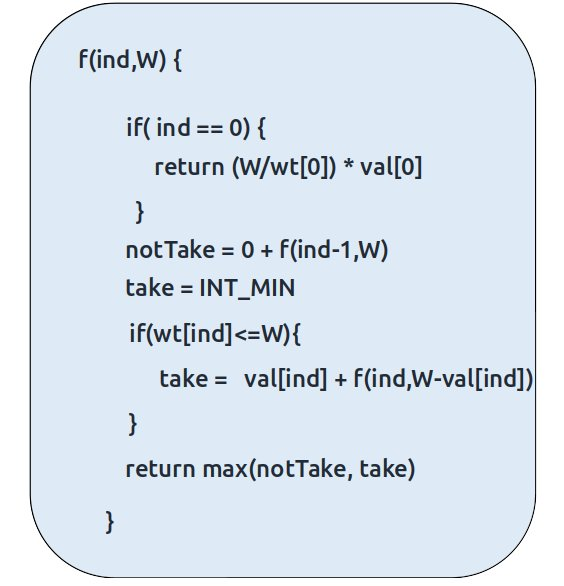 f(ind,W) {
if( ind == 0) {
return (W/wt[0]) * val[0]
}
notTake = 0 + f(ind-1,W)
take = INT_MIN
if(wt[ind]<=W){
take = val[ind] + f(ind,W-val[ind])
}
return max(notTake, take)
}